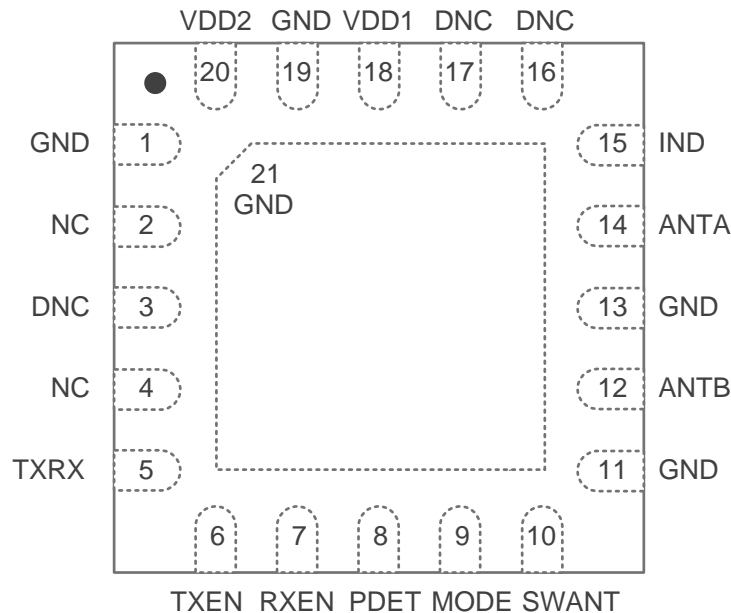 VDD2 GND VDD1 DNC DNC
20 19 18 17 16
GND 1 15 IND
21
GND
NC 2 14 ANTA
DNC 3 13 GND
NC 4 12 ANTB
TXRX 5 11 GND
6 7 8 9 10
TXEN RXEN PDET MODE SWANT